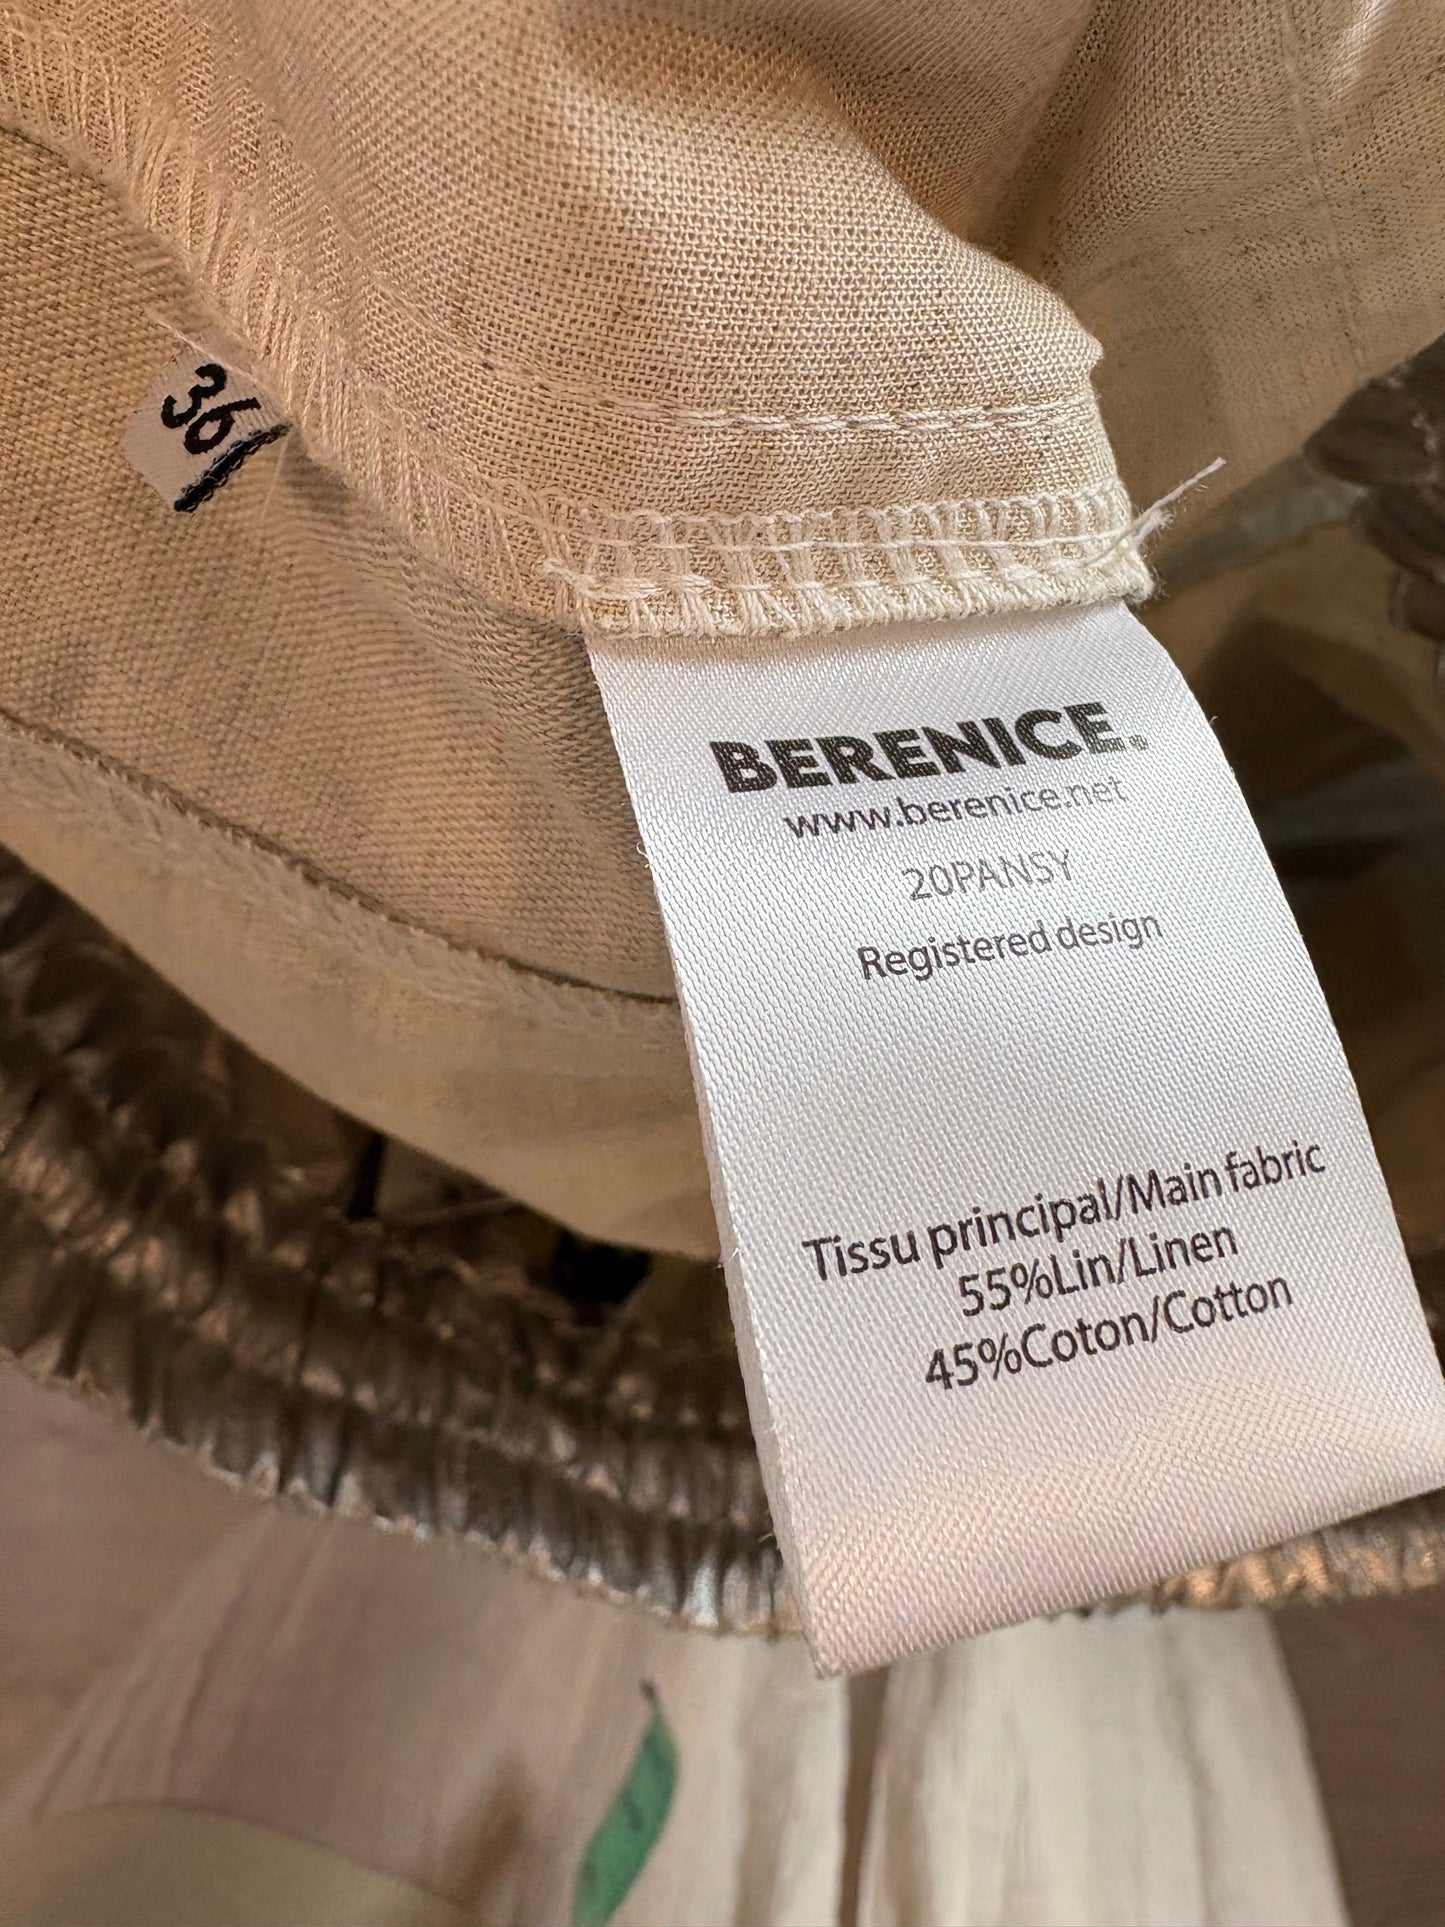 36
BERENICE.
www.berenice.net
20PANSY
Registered design
Tissu principal/Main fabric
55%Lin/Linen
45%Coton/Cotton